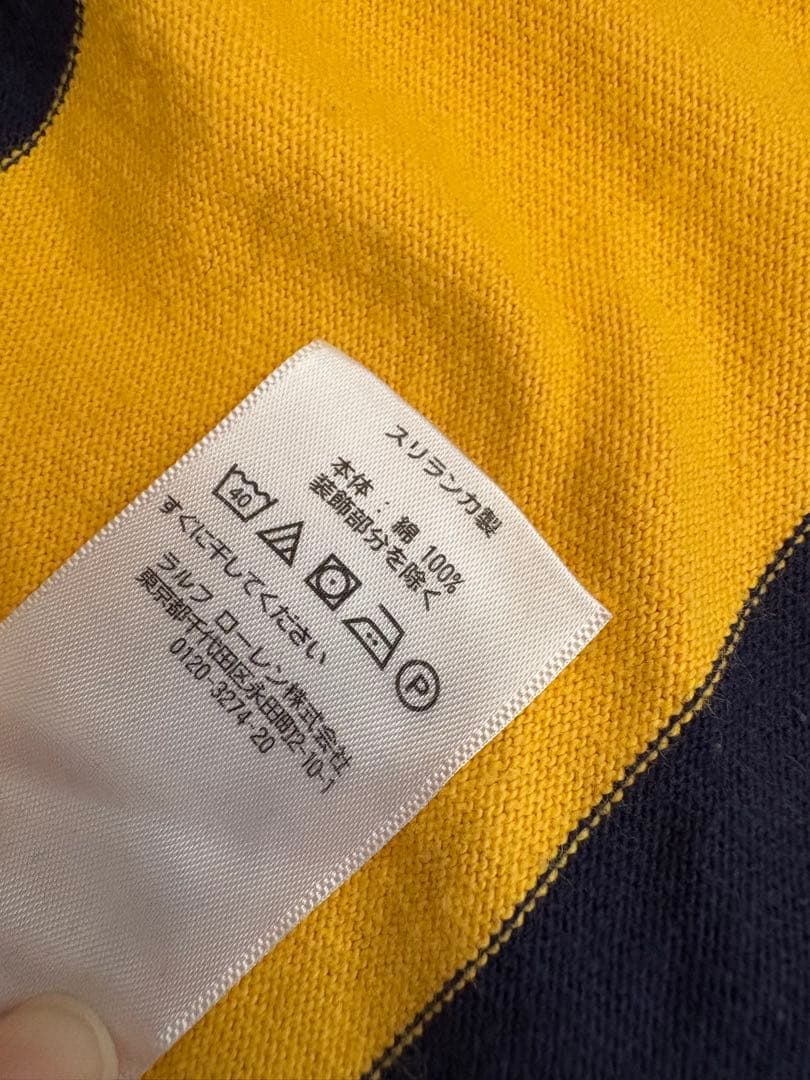 スリランカ製
本体：綿 100%
装飾部分を除く
40 P
すぐに干してください
ラルフ ローレン株式会社
東京都千代田区永田町2-10-1
0120-3274-20